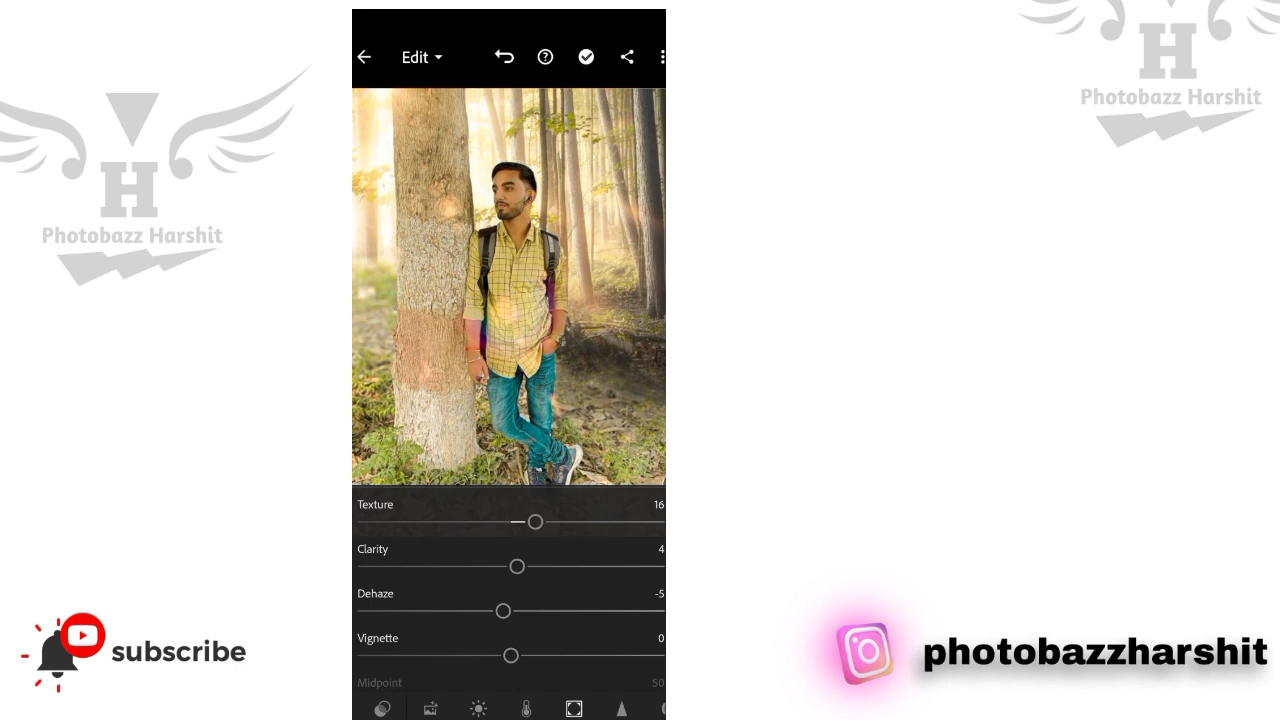 Edit
H
Photobazz Harshit
H
Photobazz Harshit
Texture 16
Clarity 4
Dehaze -5
Vignette 0
Midpoint 50
subscribe
photobazzharshit